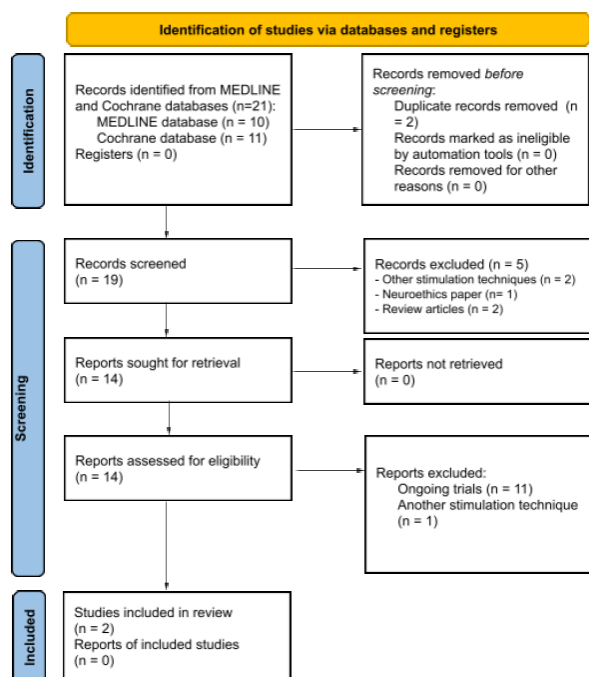 Identification of studies via databases and registers
Identification
Records identified from MEDLINE
and Cochrane databases (n=21):
MEDLINE database (n = 10)
Cochrane database (n = 11)
Registers (n = 0)
Records removed before
screening:
Duplicate records removed (n
= 2)
Records marked as ineligible
by automation tools (n = 0)
Records removed for other
reasons (n = 0)
Screening
Records screened
(n = 19)
Records excluded (n = 5)
- Other stimulation techniques (n = 2)
- Neuroethics paper (n= 1)
- Review articles (n = 2)
Reports sought for retrieval
(n = 14)
Reports not retrieved
(n = 0)
Reports assessed for eligibility
(n = 14)
Reports excluded:
Ongoing trials (n = 11)
Another stimulation technique
(n = 1)
Included
Studies included in review
(n = 2)
Reports of included studies
(n = 0)